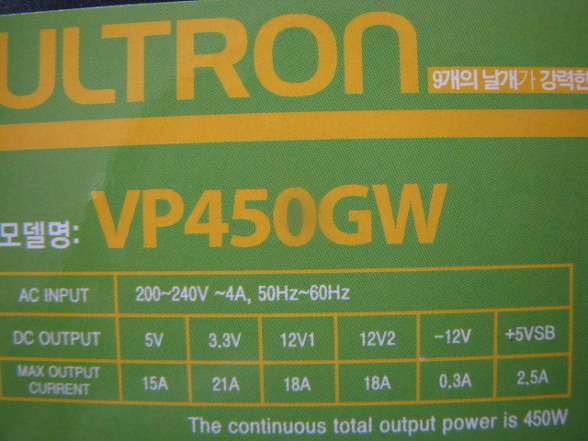 ULTRON
9개의 날개가 강력한
모델명: VP450GW
AC INPUT 200~240V ~4A, 50Hz~60Hz
DC OUTPUT 5V 3.3V 12V1 12V2 -12V +5VSB
MAX OUTPUT
CURRENT 15A 21A 18A 18A 0.3A 2.5A
The continuous total output power is 450W